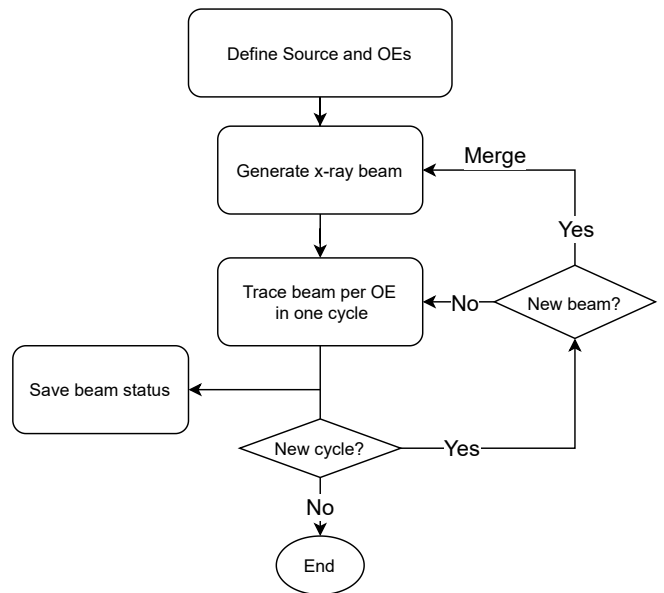 Define Source and OEs
Generate x-ray beam
Merge
Yes
Trace beam per OE
in one cycle
No
New beam?
Save beam status
New cycle?
Yes
No
End